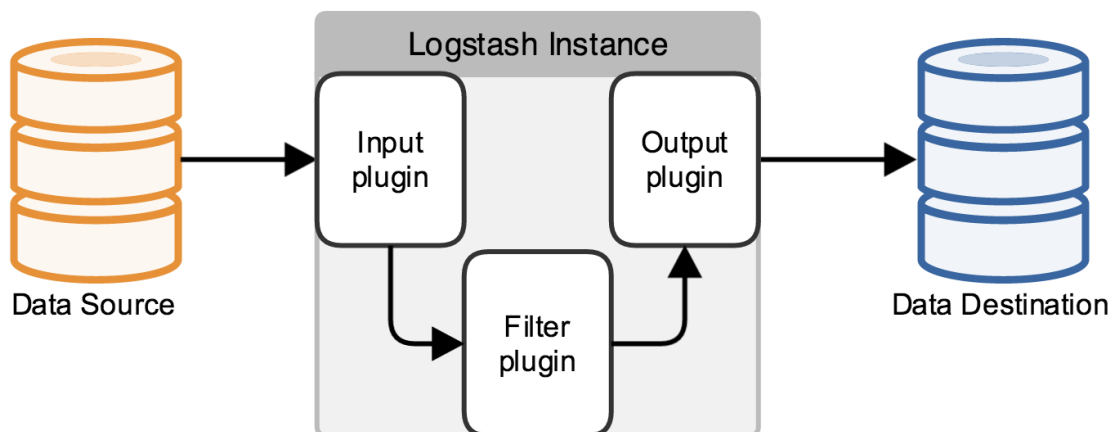 Logstash Instance
Input
plugin
Output
plugin
Filter
plugin
Data Source
Data Destination